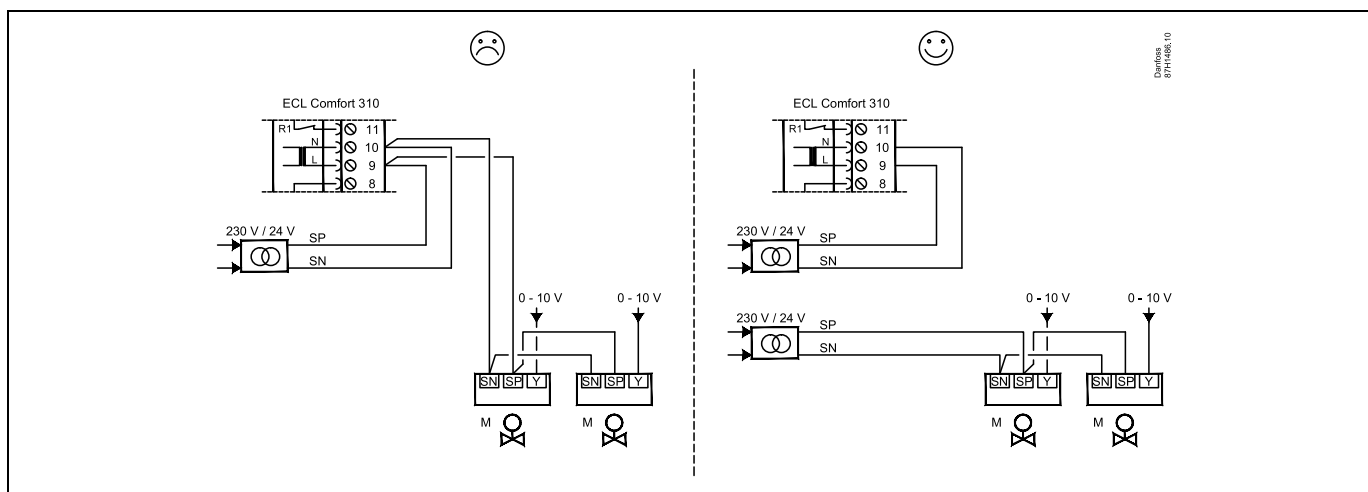 Danfoss
87H1486.10
ECL Comfort 310
R1
11
N
10
L
9
8
230 V / 24 V
SP
SN
0 - 10 V
0 - 10 V
SN SP Y
SN SP Y
M
M
ECL Comfort 310
R1
11
N
10
L
9
8
230 V / 24 V
SP
SN
230 V / 24 V
SP
SN
0 - 10 V
0 - 10 V
SN SP Y
SN SP Y
M
M